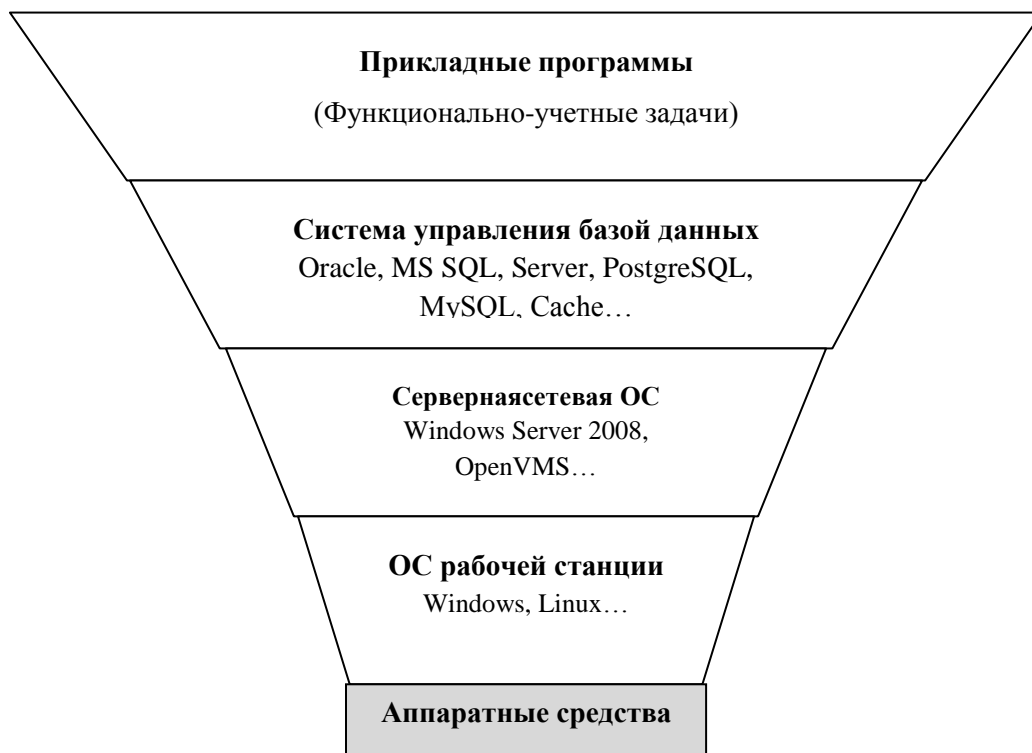 Прикладные программы
(Функционально-учетные задачи)
Система управления базой данных
Oracle, MS SQL, Server, PostgreSQL,
MySQL, Cache…
Сервернаясетевая ОС
Windows Server 2008,
OpenVMS…
ОС рабочей станции
Windows, Linux…
Аппаратные средства